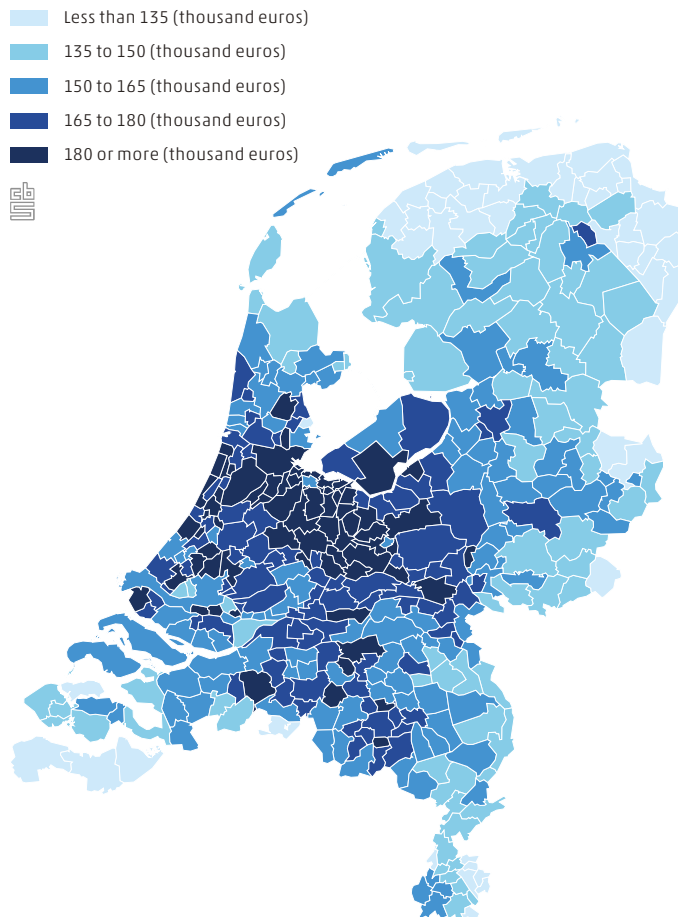 Less than 135 (thousand euros)
135 to 150 (thousand euros)
150 to 165 (thousand euros)
165 to 180 (thousand euros)
180 or more (thousand euros)
cbs